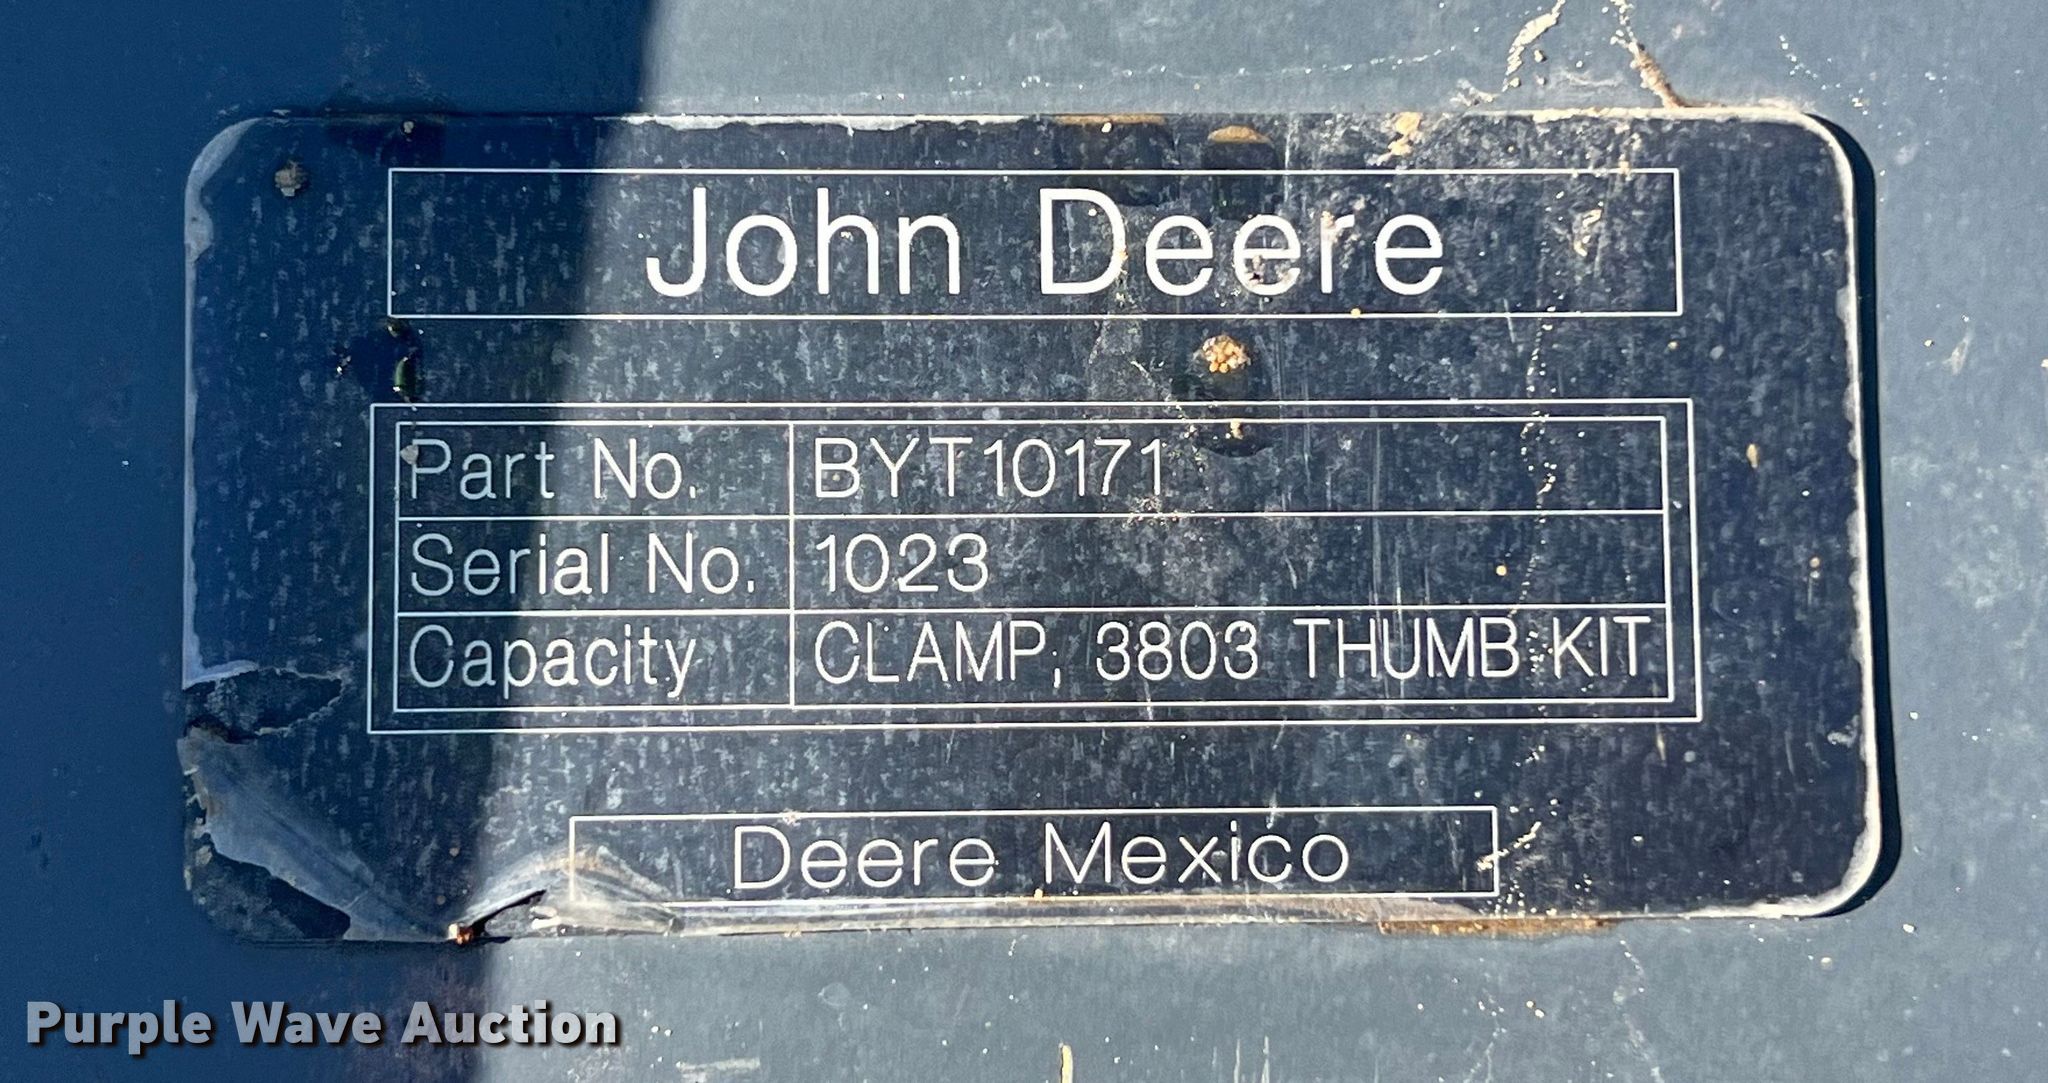 John Deere
Part No. BYT10171
Serial No. 1023
Capacity CLAMP, 3803 THUMB KIT
Deere Mexico
Purple Wave Auction